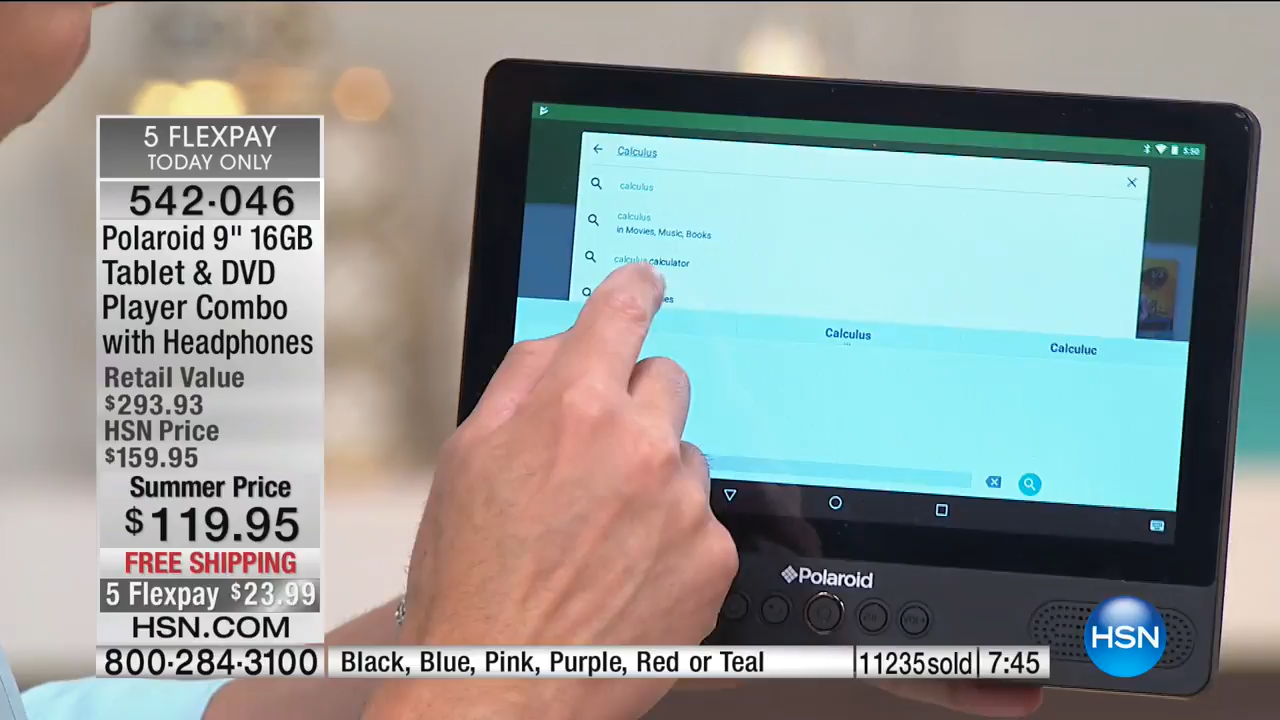 5 FLEXPAY
TODAY ONLY
542-046
Polaroid 9" 16GB
Tablet & DVD
Player Combo
with Headphones
Retail Value
$293.93
HSN Price
$159.95
Summer Price
$119.95
FREE SHIPPING
5 Flexpay $23.99
HSN.COM
800-284-3100
Black, Blue, Pink, Purple, Red or Teal
11235sold
7:45
HSN
5:50
Calculus
calculus
calculus
in Movies, Music, Books
calculus calculator
Calculus
Calculuc
Polaroid
VOL+